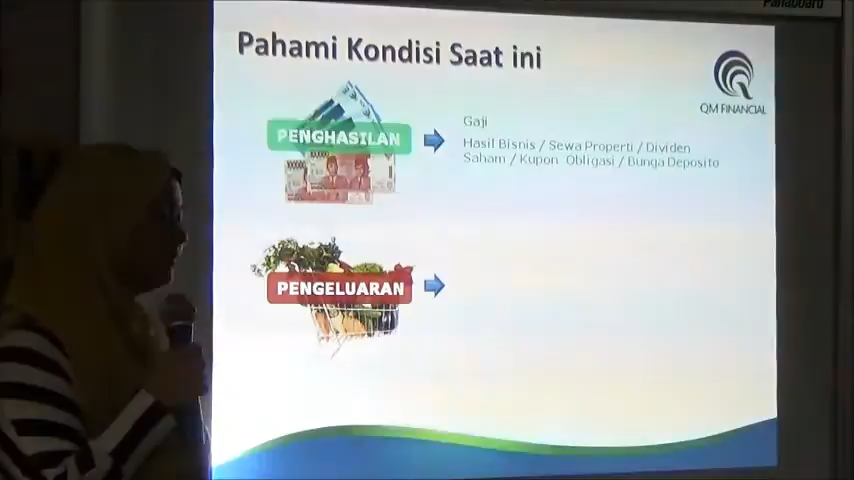 Panaboard
Pahami Kondisi Saat ini
QM FINANCIAL
PENGHASILAN
Gaji
Hasil Bisnis / Sewa Properti / Dividen
Saham / Kupon Obligasi / Bunga Deposito
PENGELUARAN